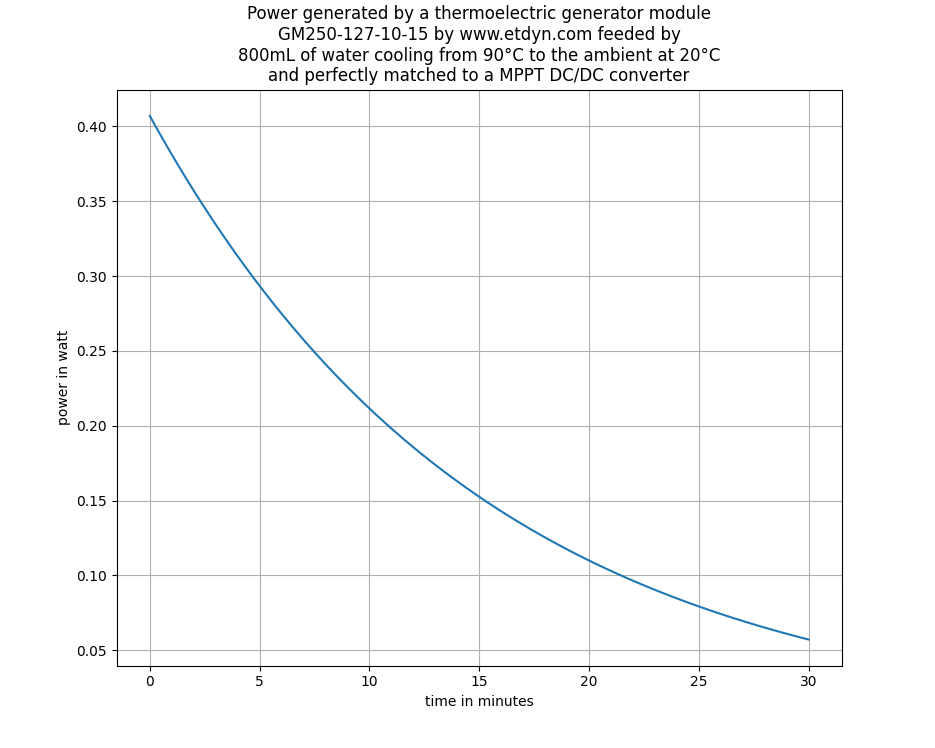 Power generated by a thermoelectric generator module
GM250-127-10-15 by www.etdyn.com feeded by
800mL of water cooling from 90°C to the ambient at 20°C
and perfectly matched to a MPPT DC/DC converter
0.40
0.35
0.30
0.25
0.20
0.15
0.10
0.05
power in watt
0 5 10 15 20 25 30
time in minutes